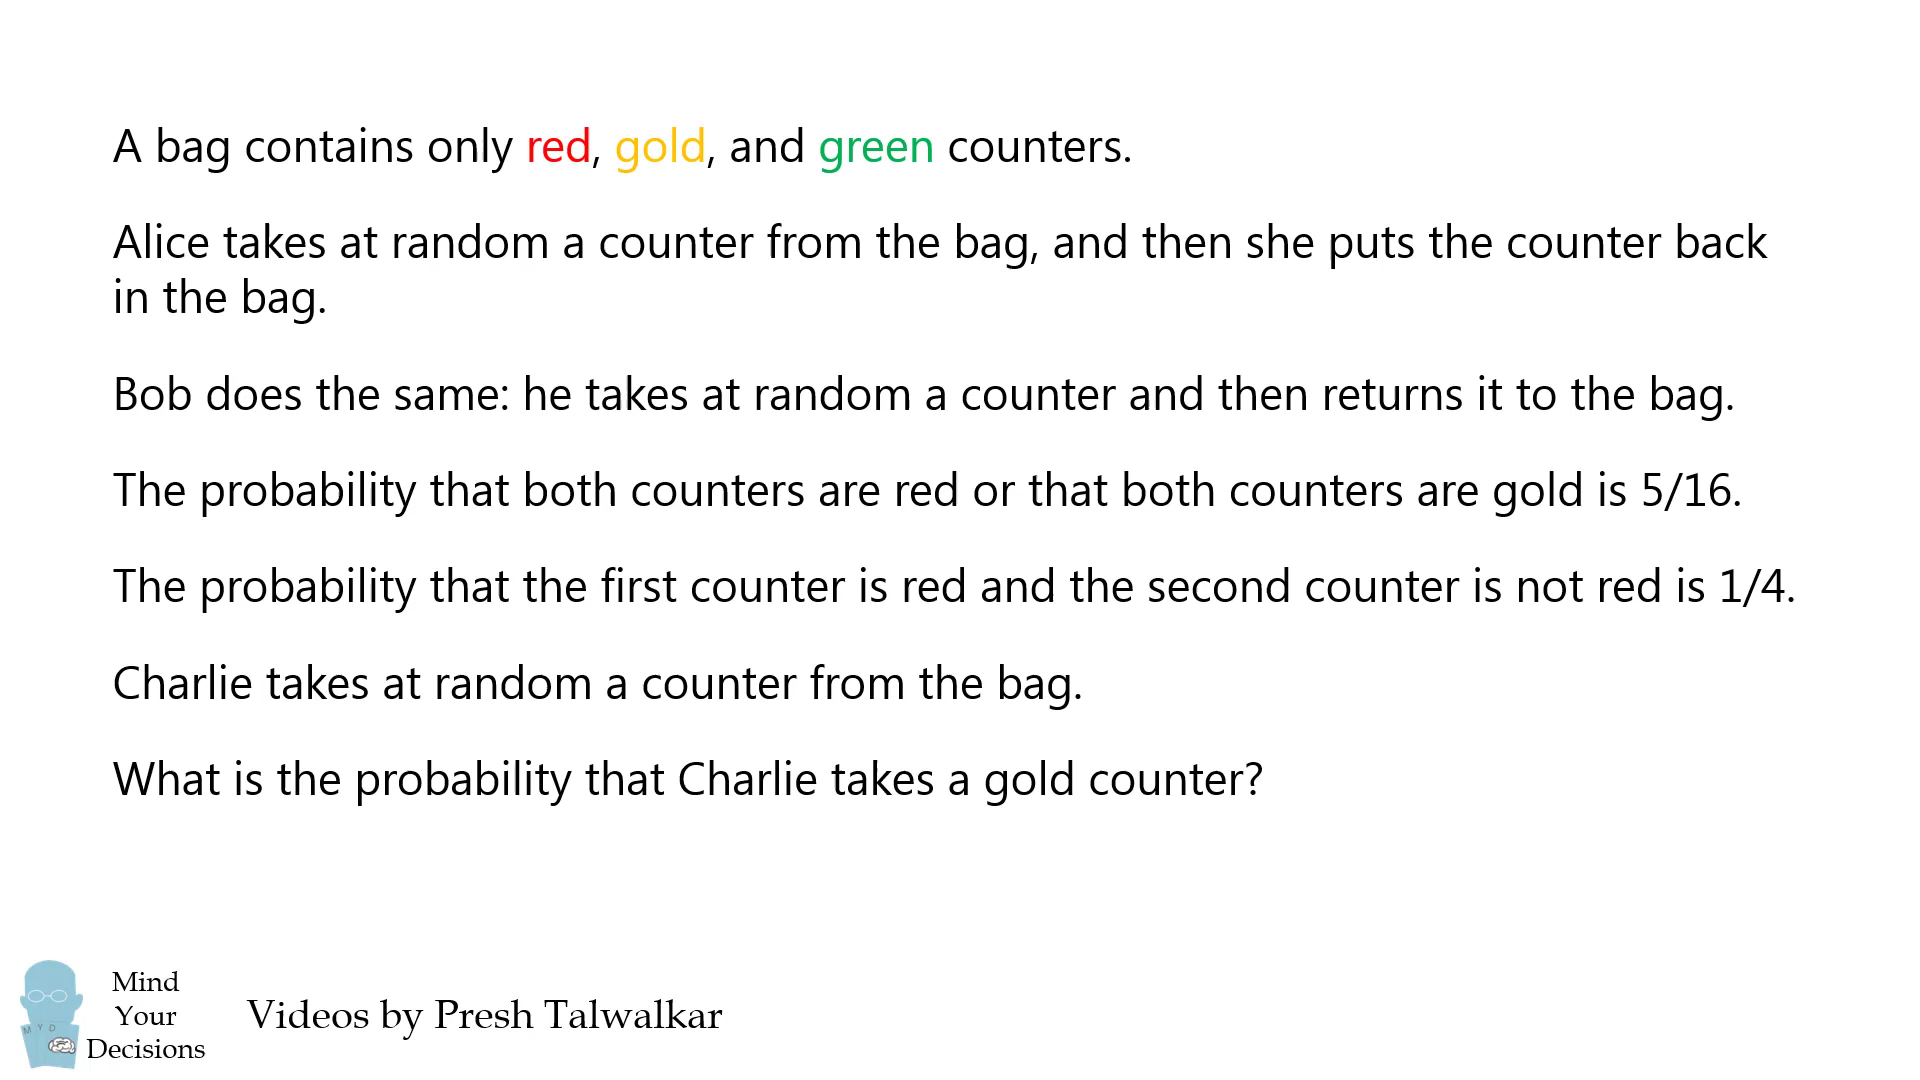 A bag contains only red, gold, and green counters.
Alice takes at random a counter from the bag, and then she puts the counter back
in the bag.
Bob does the same: he takes at random a counter and then returns it to the bag.
The probability that both counters are red or that both counters are gold is 5/16.
The probability that the first counter is red and the second counter is not red is 1/4.
Charlie takes at random a counter from the bag.
What is the probability that Charlie takes a gold counter?
M Y D
Mind
Your
Decisions
Videos by Presh Talwalkar